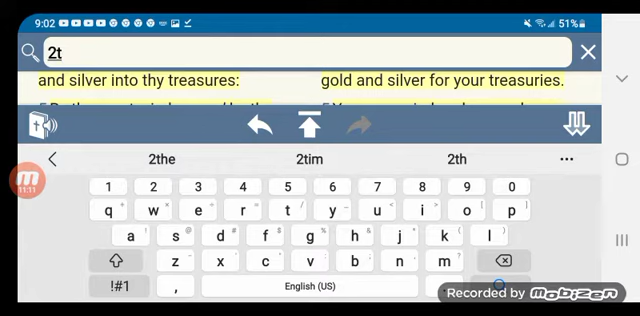 9:02 51%
2t
and silver into thy treasures: gold and silver for your treasuries.
2the 2tim 2th
11:11
1 2 3 4 5 6 7 8 9 0
q w e r t y u i o p
a s d f g h j k l
z x c v b n m
!#1 , English (US) .
Recorded by mobizen